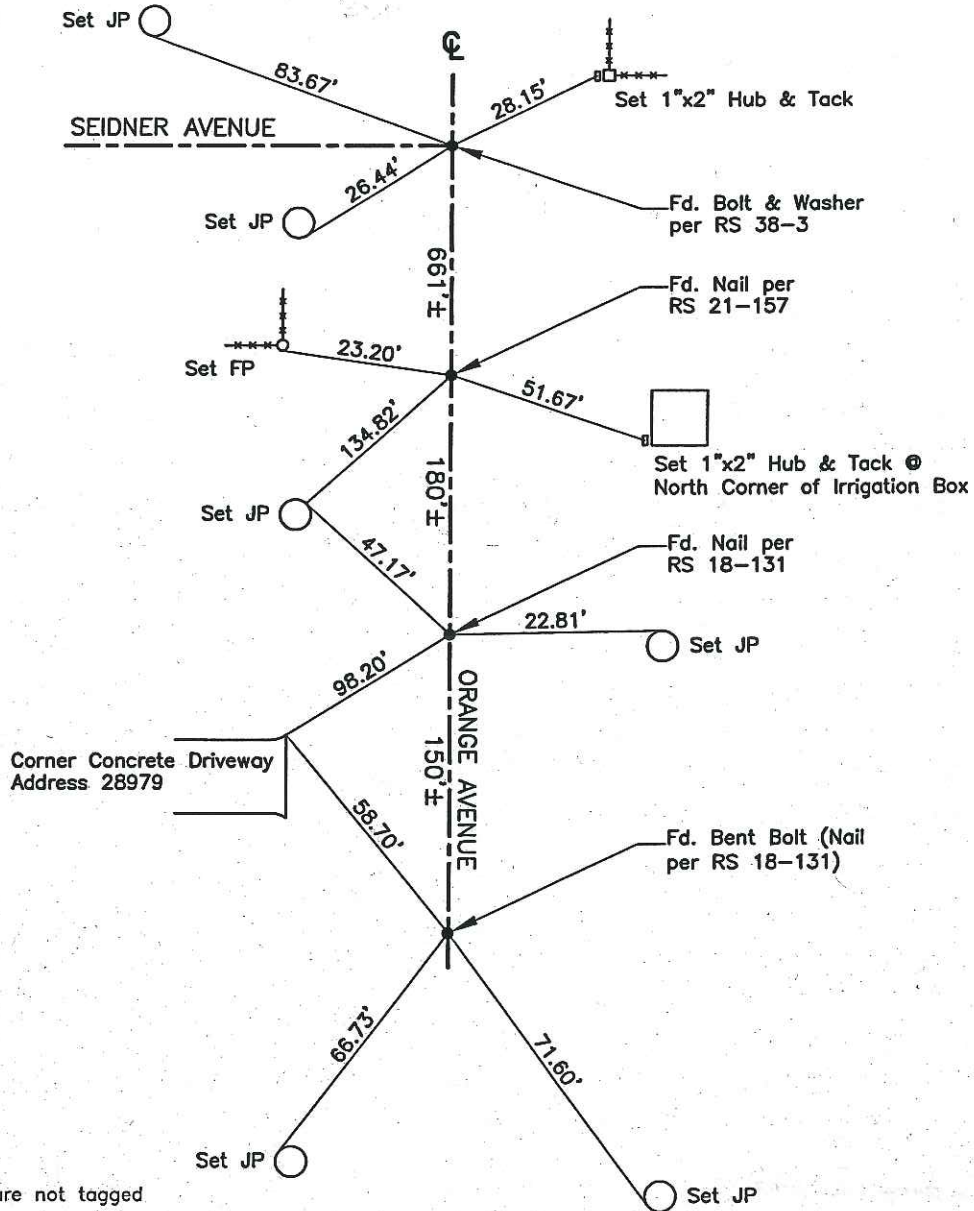 Set JP
℄
83.67'
28.15'
Set 1"x2" Hub & Tack
SEIDNER AVENUE
26.44'
Set JP
Fd. Bolt & Washer
per RS 38-3
661'±
Fd. Nail per
RS 21-157
Set FP
23.20'
51.67'
134.82'
Set 1"x2" Hub & Tack @
North Corner of Irrigation Box
180'±
Set JP
47.17'
Fd. Nail per
RS 18-131
22.81'
Set JP
98.20'
ORANGE AVENUE
150'±
Corner Concrete Driveway
Address 28979
58.70'
Fd. Bent Bolt (Nail
per RS 18-131)
66.73'
71.60'
Set JP
Set JP
are not tagged